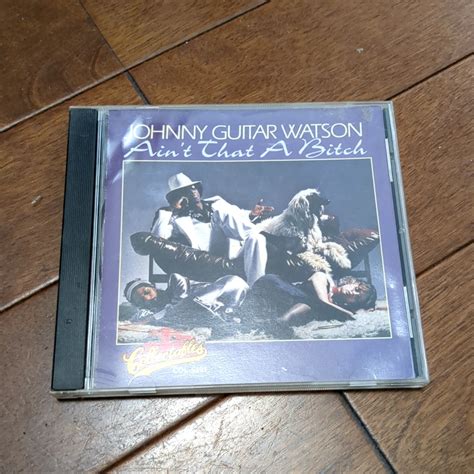 JOHNNY GUITAR WATSON
Ain't That A Bitch
Collectables